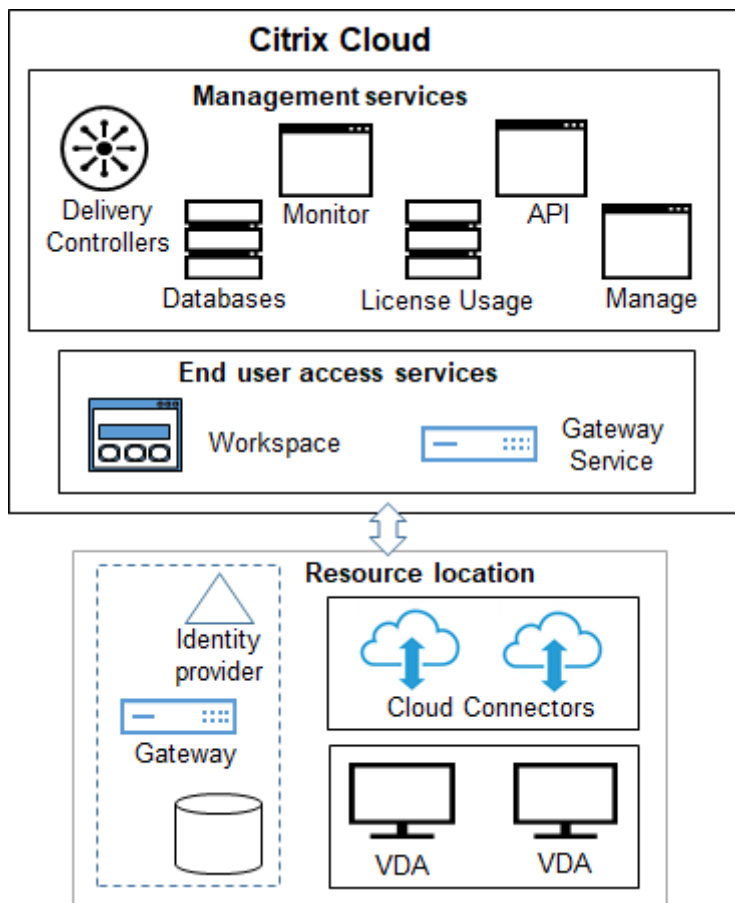 Citrix Cloud
Management services
Delivery
Controllers
Monitor
API
Databases
License Usage
Manage
End user access services
Workspace
Gateway
Service
Resource location
Identity
provider
Cloud Connectors
Gateway
VDA
VDA